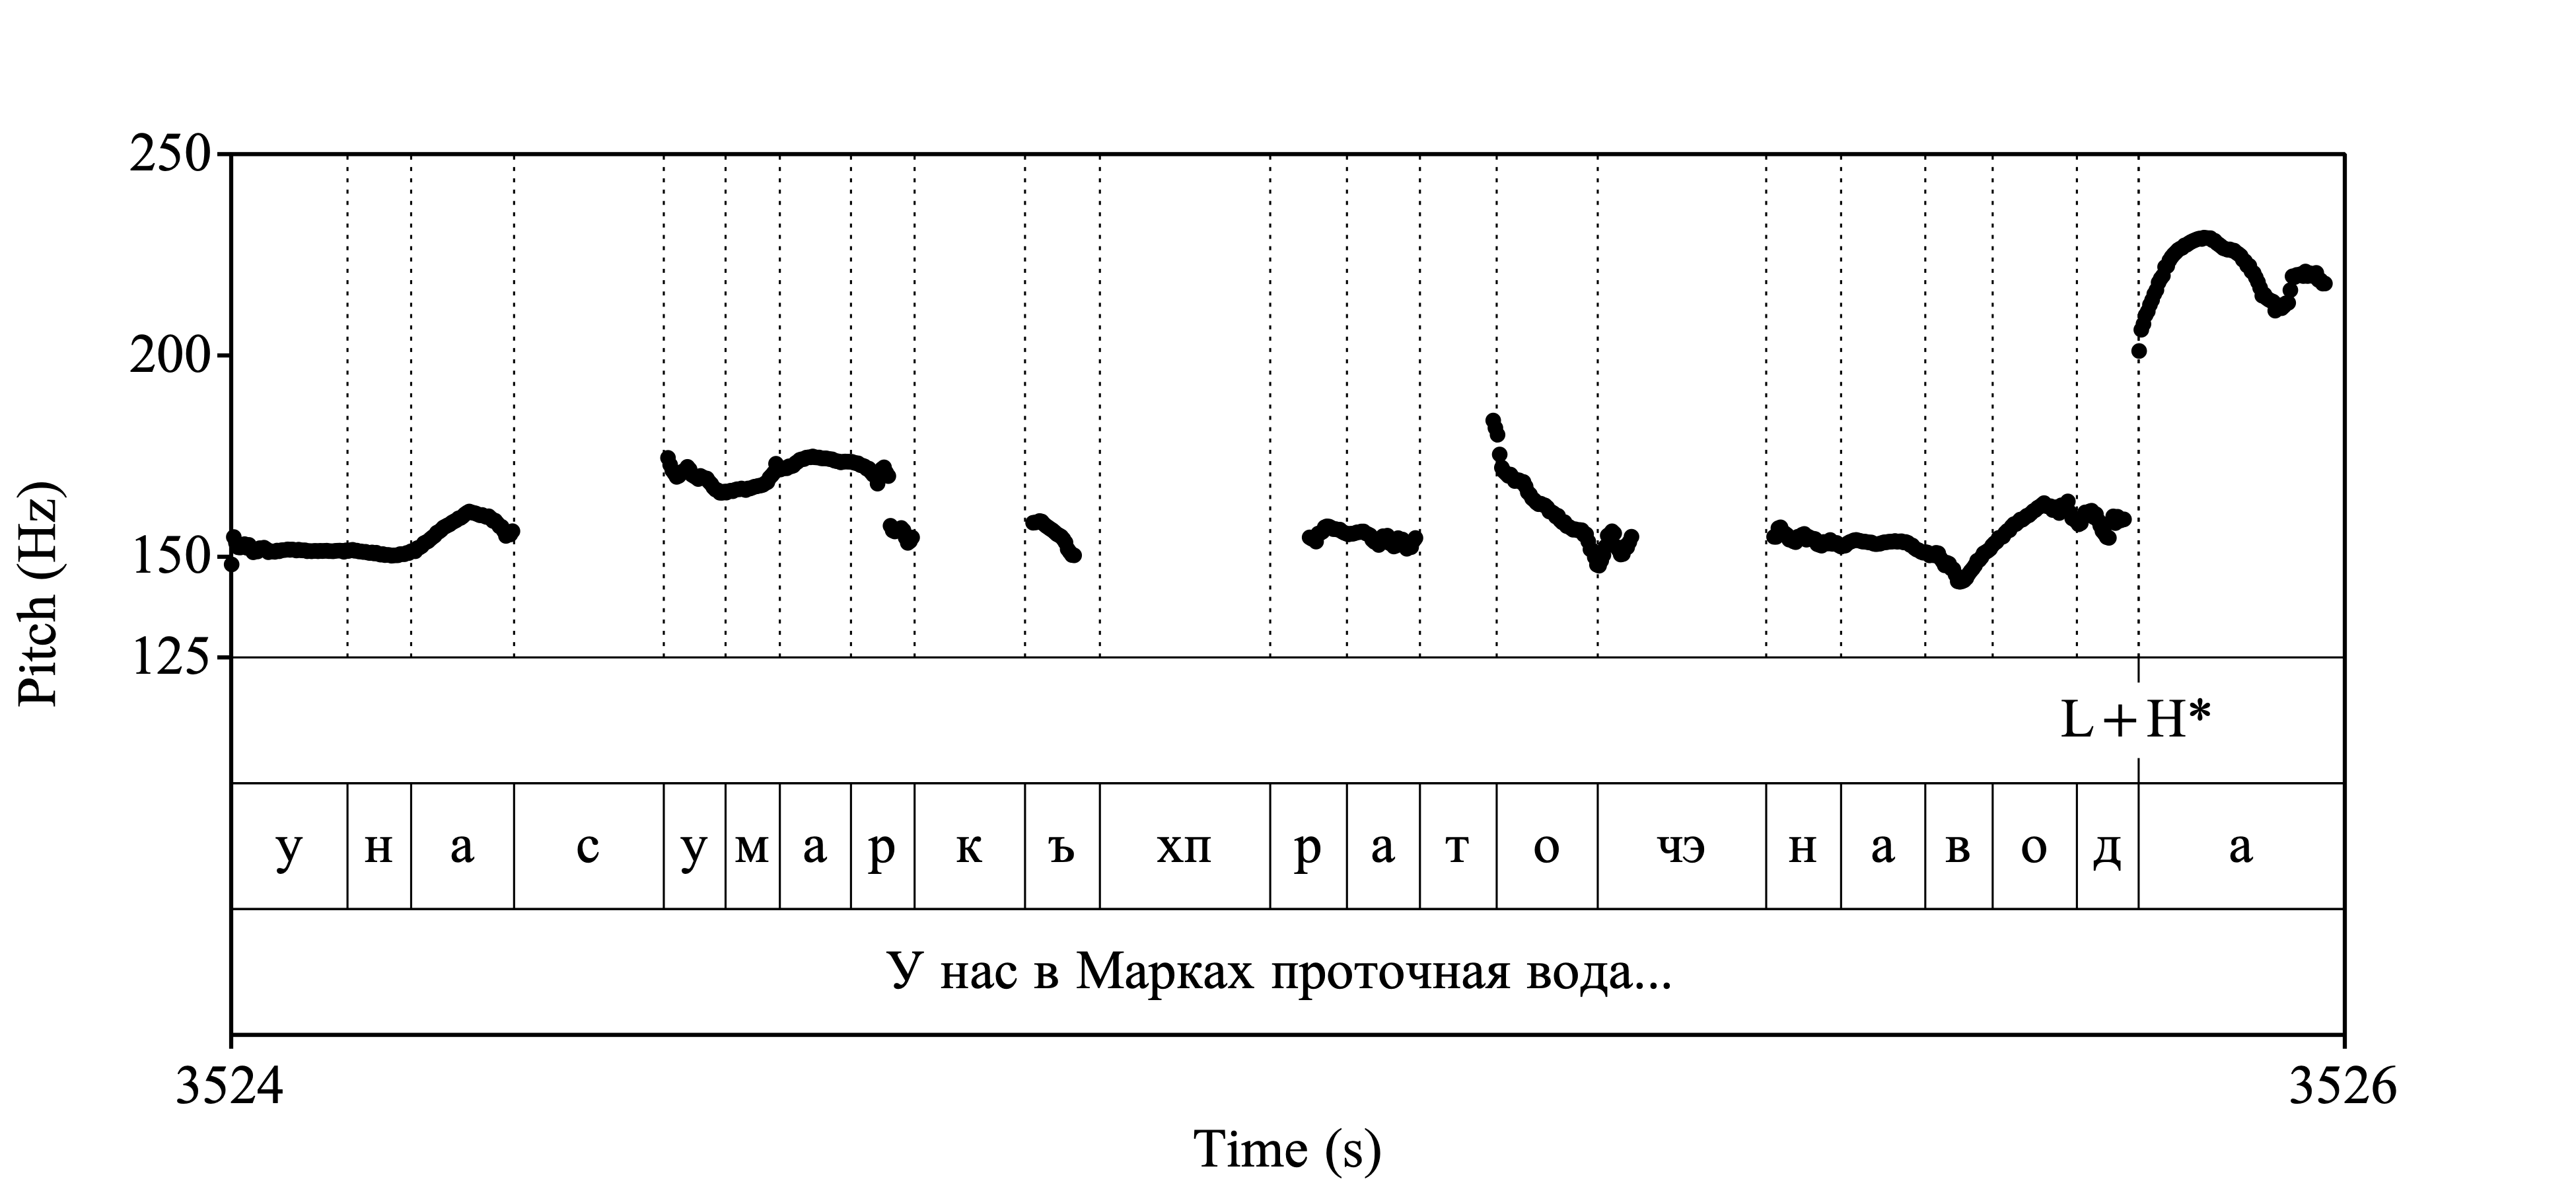 250
200
150
125
Pitch (Hz)
L+H*
у н а с у м а р к ъ хп р а т о чэ н а в о д а
У нас в Марках проточная вода...
3524 3526
Time (s)